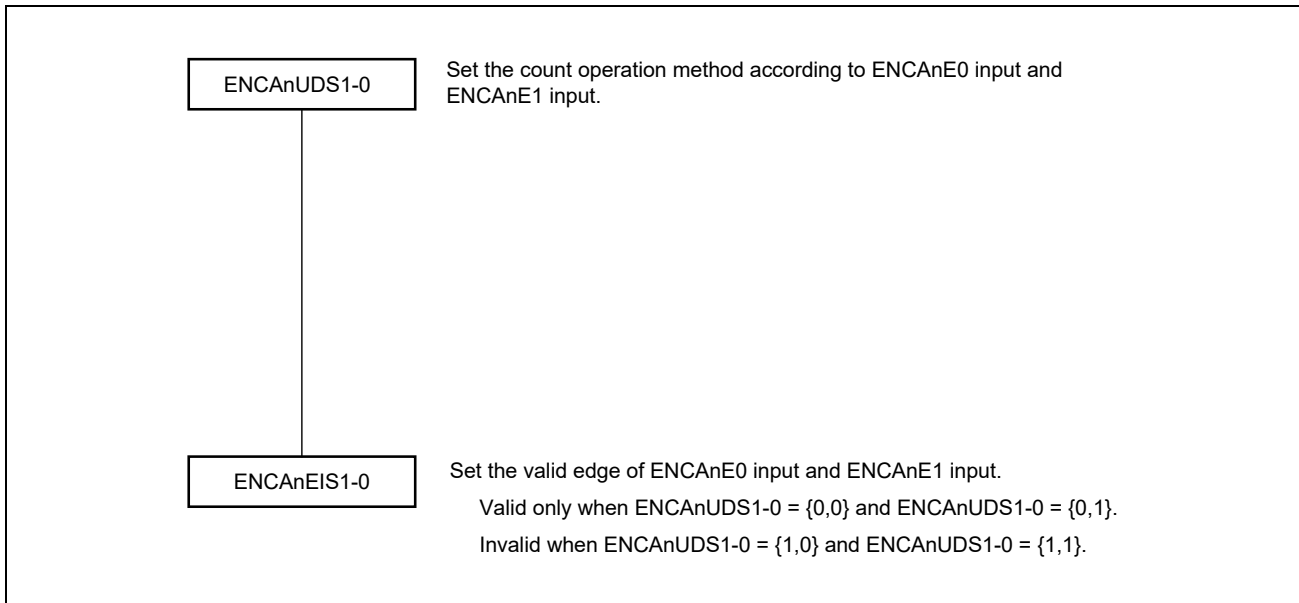 ENCAnUDS1-0
Set the count operation method according to ENCAnE0 input and
ENCAnE1 input.
ENCAnEIS1-0
Set the valid edge of ENCAnE0 input and ENCAnE1 input.
Valid only when ENCAnUDS1-0 = {0,0} and ENCAnUDS1-0 = {0,1}.
Invalid when ENCAnUDS1-0 = {1,0} and ENCAnUDS1-0 = {1,1}.